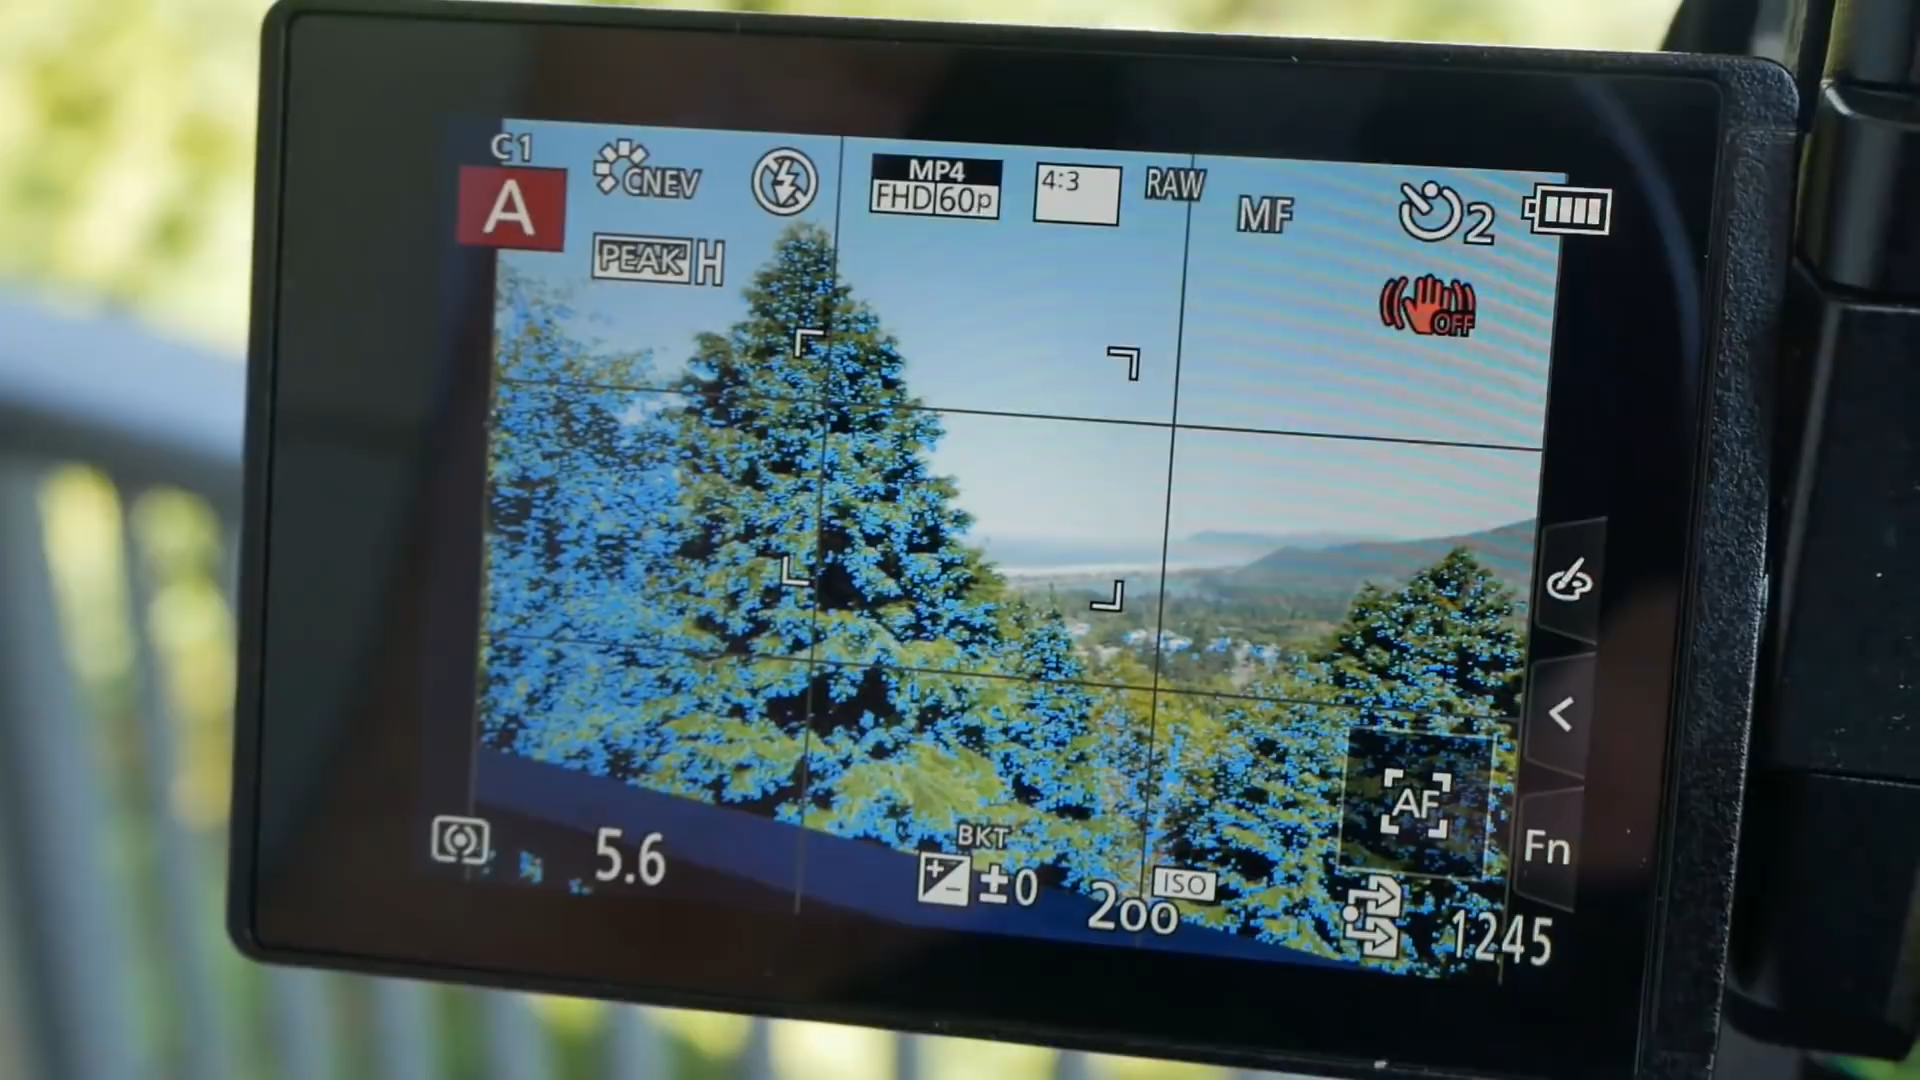 C1
A
CNEV
MP4
FHD 60p
4:3
RAW
MF
2
PEAK H
OFF
AF
Fn
5.6
BKT
±0
200
ISO
1245